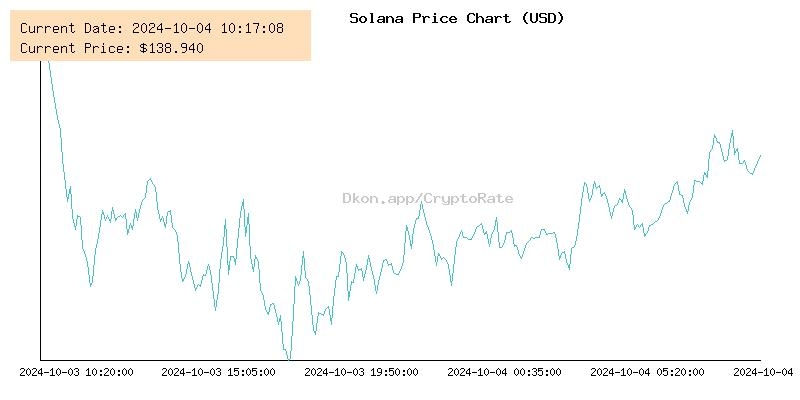 Solana Price Chart (USD)
Current Date: 2024-10-04 10:17:08
Current Price: $138.940
Dkon.app/CryptoRate
2024-10-03 10:20:00 2024-10-03 15:05:00 2024-10-03 19:50:00 2024-10-04 00:35:00 2024-10-04 05:20:00 2024-10-04